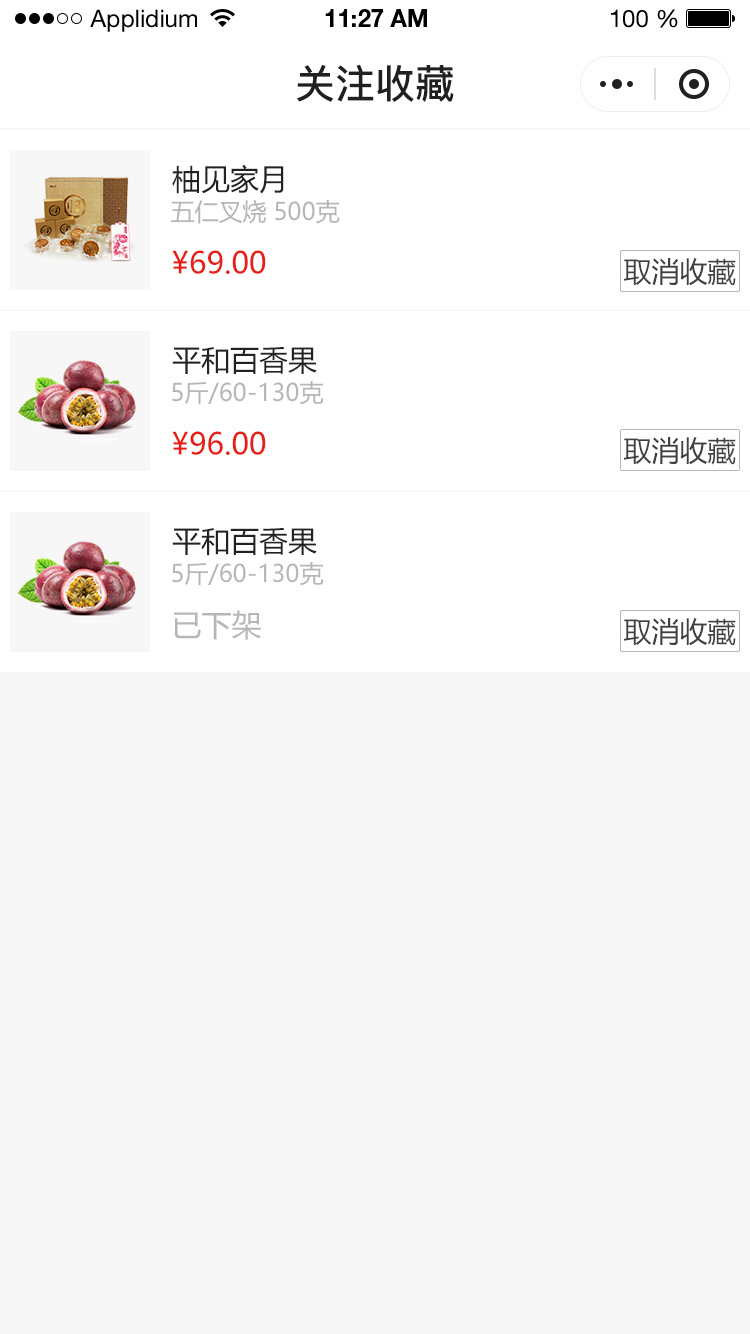 Applidium 11:27 AM 100 %
关注收藏
柚见家月
五仁叉烧 500克
¥69.00
取消收藏
平和百香果
5斤/60-130克
¥96.00
取消收藏
平和百香果
5斤/60-130克
已下架
取消收藏